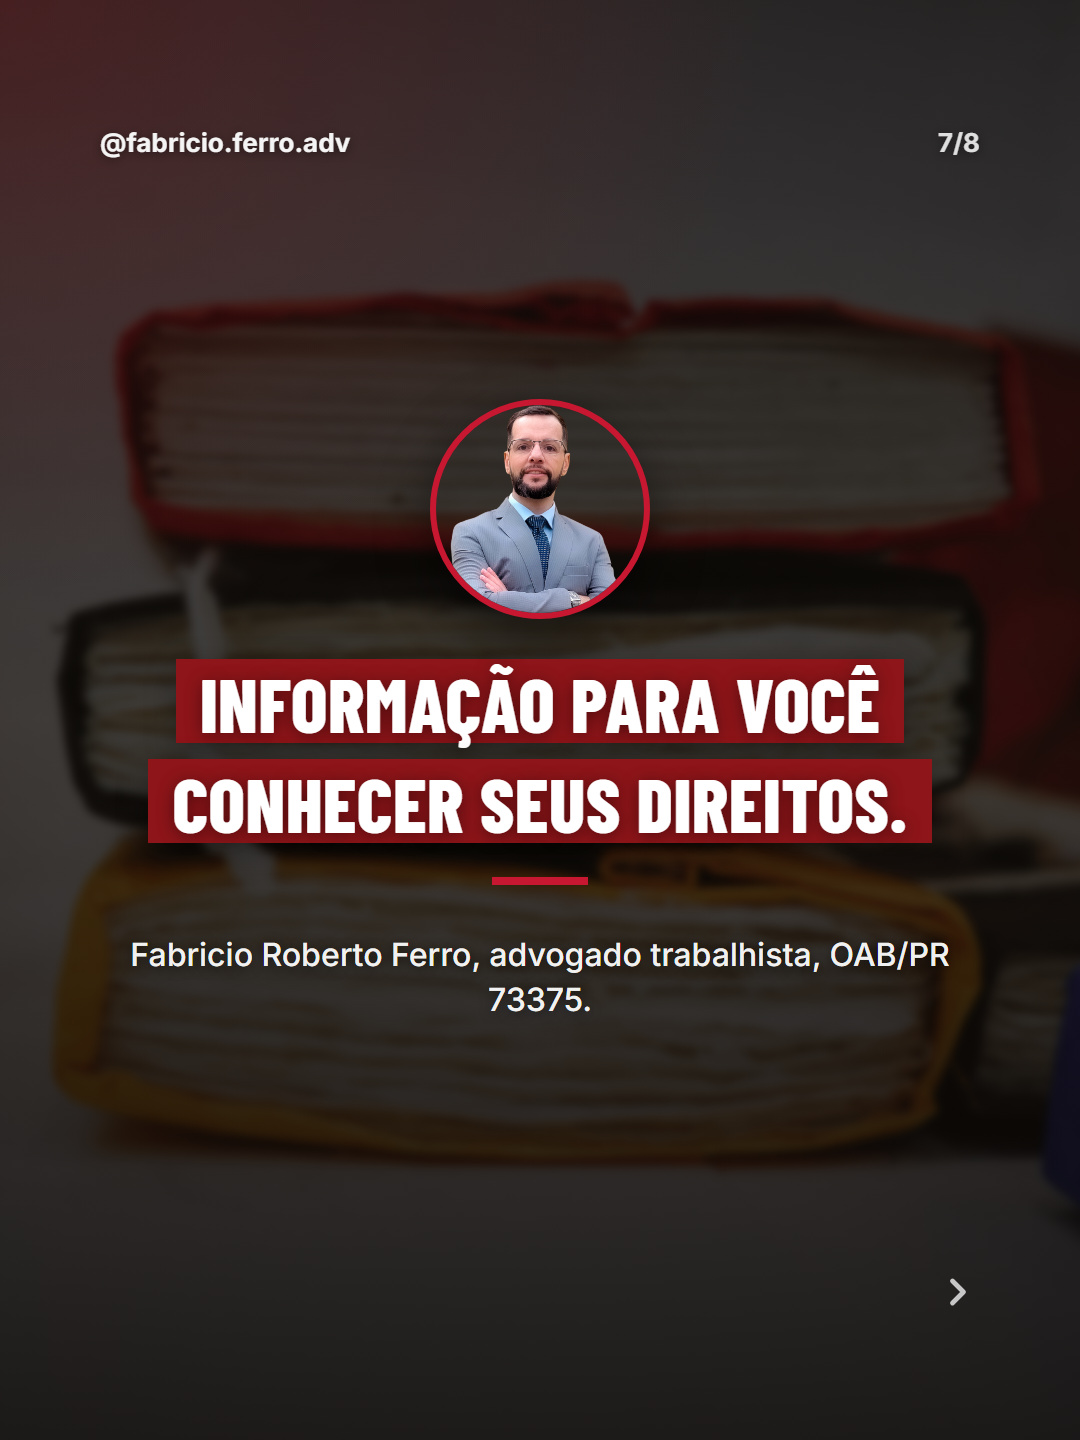 @fabricio.ferro.adv
7/8
INFORMAÇÃO PARA VOCÊ
CONHECER SEUS DIREITOS.
Fabricio Roberto Ferro, advogado trabalhista, OAB/PR
73375.